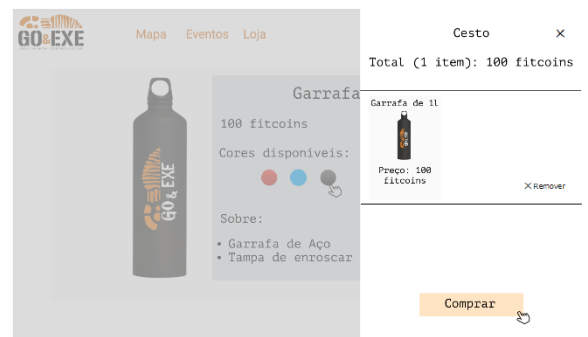 GO&EXE
Mapa Eventos Loja
Garrafa
100 fitcoins
Cores disponiveis:
Sobre:
• Garrafa de Aço
• Tampa de enroscar
GO&EXE
Cesto ×
Total (1 item): 100 fitcoins
Garrafa de 1l
Preço: 100
fitcoins
× Remover
Comprar